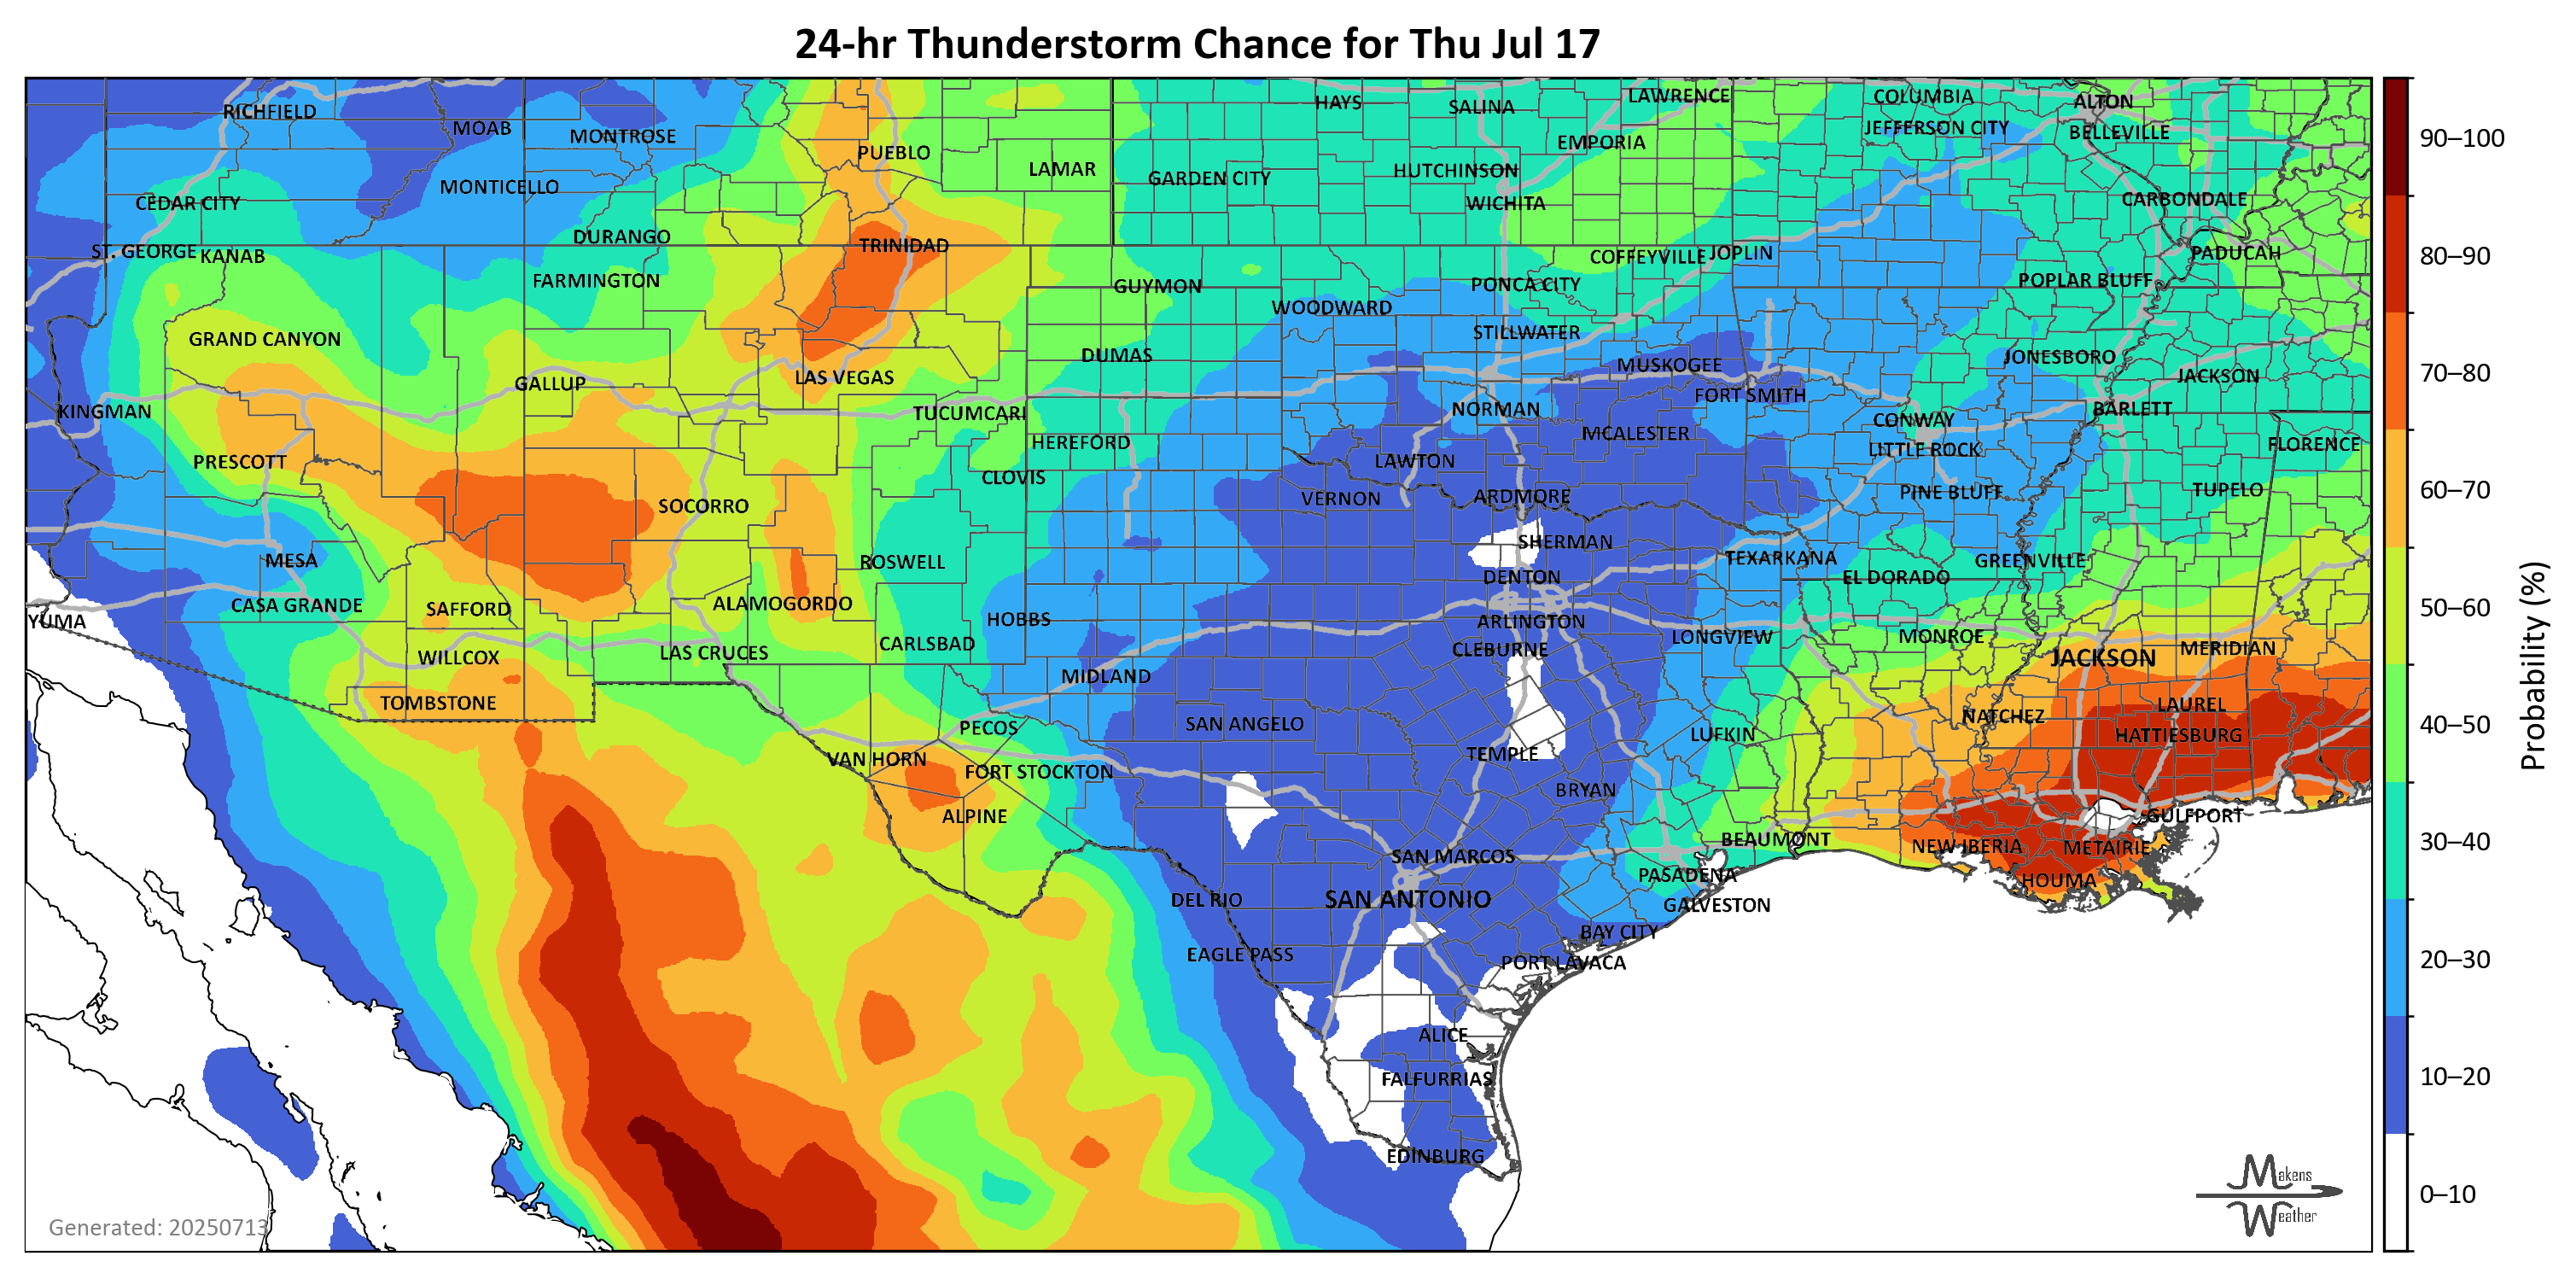 24-hr Thunderstorm Chance for Thu Jul 17
RICHFIELD
MOAB
MONTROSE
PUEBLO
LAMAR
HAYS
SALINA
LAWRENCE
COLUMBIA
ALTON
JEFFERSON CITY
BELLEVILLE
EMPORIA
HUTCHINSON
GARDEN CITY
WICHITA
MONTICELLO
CEDAR CITY
CARBONDALE
DURANGO
TRINIDAD
ST. GEORGE
KANAB
COFFEYVILLE
JOPLIN
PADUCAH
FARMINGTON
GUYMON
PONCA CITY
POPLAR BLUFF
WOODWARD
GRAND CANYON
STILLWATER
DUMAS
MUSKOGEE
JONESBORO
JACKSON
LAS VEGAS
GALLUP
FORT SMITH
KINGMAN
TUCUMCARI
NORMAN
CONWAY
BARLETT
HEREFORD
MCALESTER
LITTLE ROCK
FLORENCE
PRESCOTT
CLOVIS
LAWTON
VERNON
ARDMORE
PINE BLUFF
TUPELO
SOCORRO
SHERMAN
MESA
ROSWELL
TEXARKANA
GREENVILLE
DENTON
EL DORADO
CASA GRANDE
SAFFORD
ALAMOGORDO
HOBBS
YUMA
ARLINGTON
LONGVIEW
MONROE
CARLSBAD
CLEBURNE
WILLCOX
LAS CRUCES
JACKSON
MERIDIAN
MIDLAND
TOMBSTONE
NATCHEZ
LAUREL
PECOS
SAN ANGELO
LUFKIN
HATTIESBURG
VAN HORN
TEMPLE
FORT STOCKTON
BRYAN
ALPINE
GULFPORT
BEAUMONT
NEW IBERIA
METAIRIE
SAN MARCOS
PASADENA
HOUMA
DEL RIO
SAN ANTONIO
GALVESTON
BAY CITY
EAGLE PASS
PORT LAVACA
ALICE
FALFURRIAS
EDINBURG
Generated: 20250713
Makens
Weather
90–100
80–90
70–80
60–70
50–60
40–50
30–40
20–30
10–20
0–10
Probability (%)